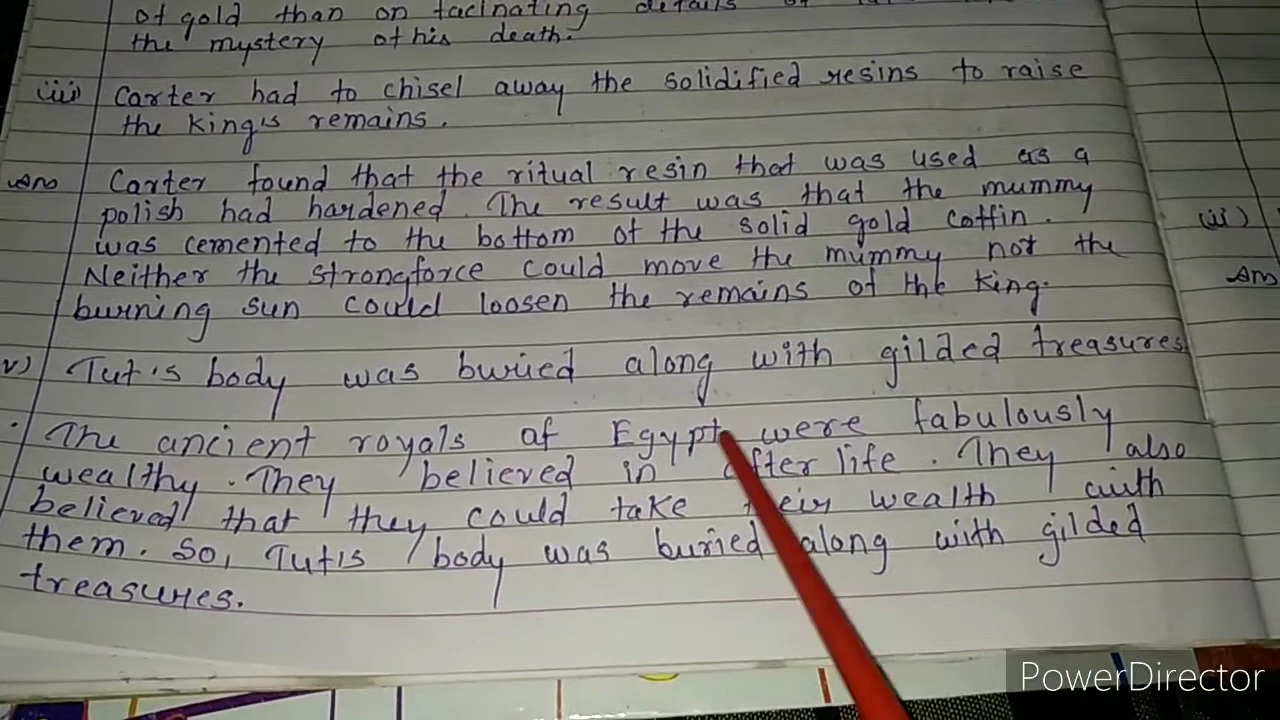 of gold than on facinating details of
the mystery of his death.
iii) Carter had to chisel away the solidified resins to raise
the king's remains.
Ans Carter found that the ritual resin that was used as a
polish had hardened. The result was that the mummy
was cemented to the bottom of the solid gold coffin.
Neither the strongforce could move the mummy not the
burning sun could loosen the remains of the king.
v) Tut's body was buried along with gilded treasures
The ancient royals of Egypt were fabulously
wealthy. They believed in after life. They also
believed that they could take their wealth with
them. So, Tut's body was buried along with gilded
treasures.
ii)
Ans
PowerDirector